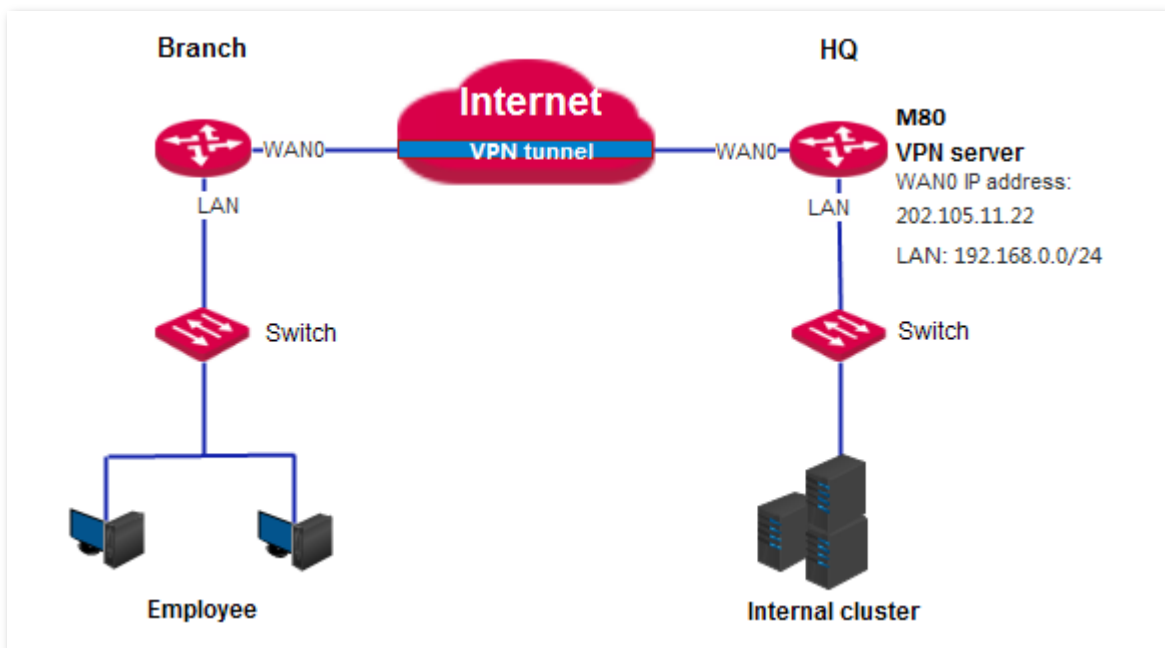 Branch
HQ
Internet
VPN tunnel
WAN0
WAN0
M80
VPN server
WAN0 IP address:
202.105.11.22
LAN: 192.168.0.0/24
LAN
LAN
Switch
Switch
Employee
Internal cluster